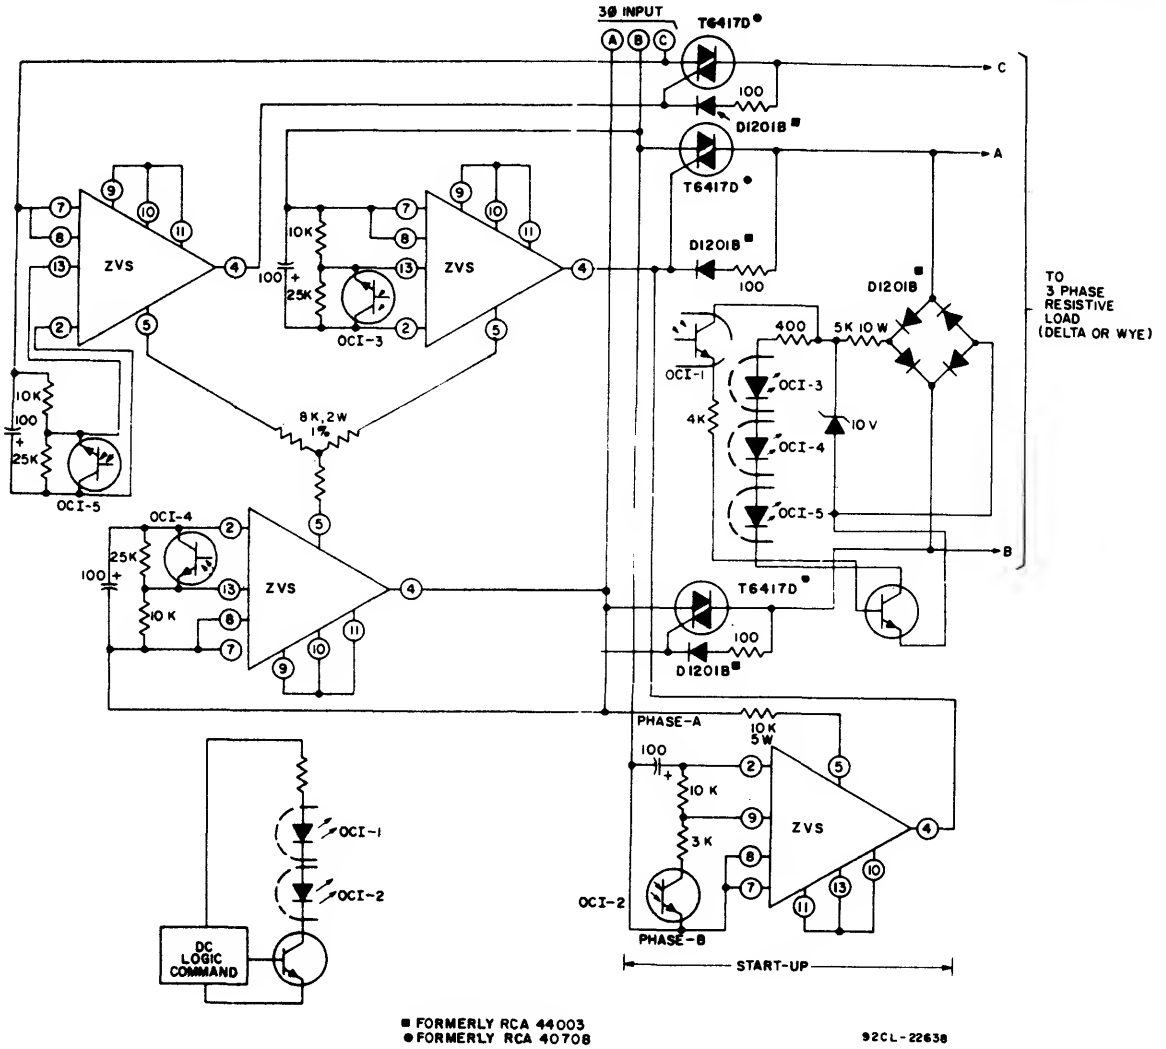 3Ø INPUT
A B C
T6417D●
C
100
D1201B■
T6417D●
A
9
10
11
7
8
13
2
ZVS
4
5
9
10
11
7
8
13
2
10K
25K
100 +
OCI-3
ZVS
4
5
D1201B■
100
D1201B■
TO
3 PHASE
RESISTIVE
LOAD
(DELTA OR WYE)
10K
100
+
25K
OCI-5
8K,2W
1%
OCI-1
400
5K 10W
OCI-3
4K
10V
OCI-4
OCI-5
B
OCI-4
25K
100 +
10K
2
13
8
7
5
ZVS
4
11
10
9
T6417D●
100
D1201B■
PHASE-A
10K
5W
100
+
10 K
3K
OCI-2
PHASE-B
2
9
8
7
5
ZVS
4
10
13
11
START-UP
OCI-1
OCI-2
DC
LOGIC
COMMAND
■ FORMERLY RCA 44003
● FORMERLY RCA 40708
92CL-22638